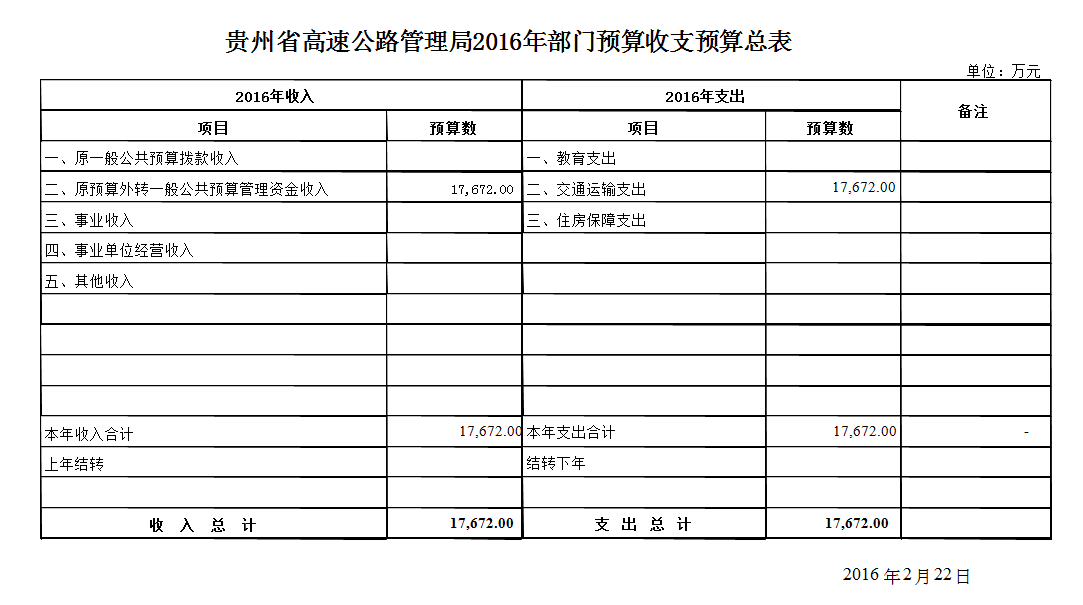 贵州省高速公路管理局2016年部门预算收支预算总表
单位：万元
2016年收入 2016年支出 备注
项目 预算数 项目 预算数
一、原一般公共预算拨款收入 一、教育支出
二、原预算外转一般公共预算管理资金收入 17,672.00 二、交通运输支出 17,672.00
三、事业收入 三、住房保障支出
四、事业单位经营收入
五、其他收入
本年收入合计 17,672.00 本年支出合计 17,672.00 -
上年结转 结转下年
收 入 总 计 17,672.00 支 出 总 计 17,672.00
2016 年2月22日